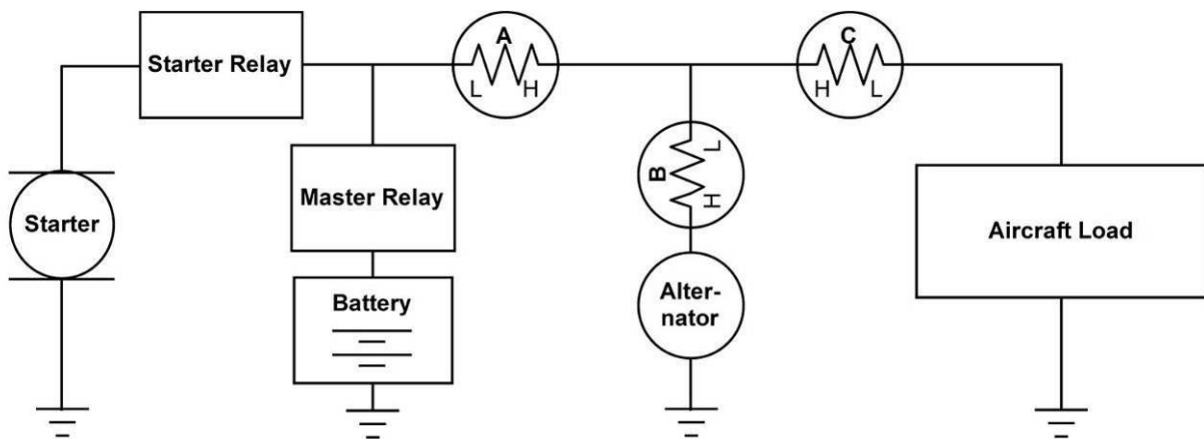 A
C
Starter Relay
L H
H L
B
L
H
Master Relay
Starter
Aircraft Load
Battery
Alter-
nator